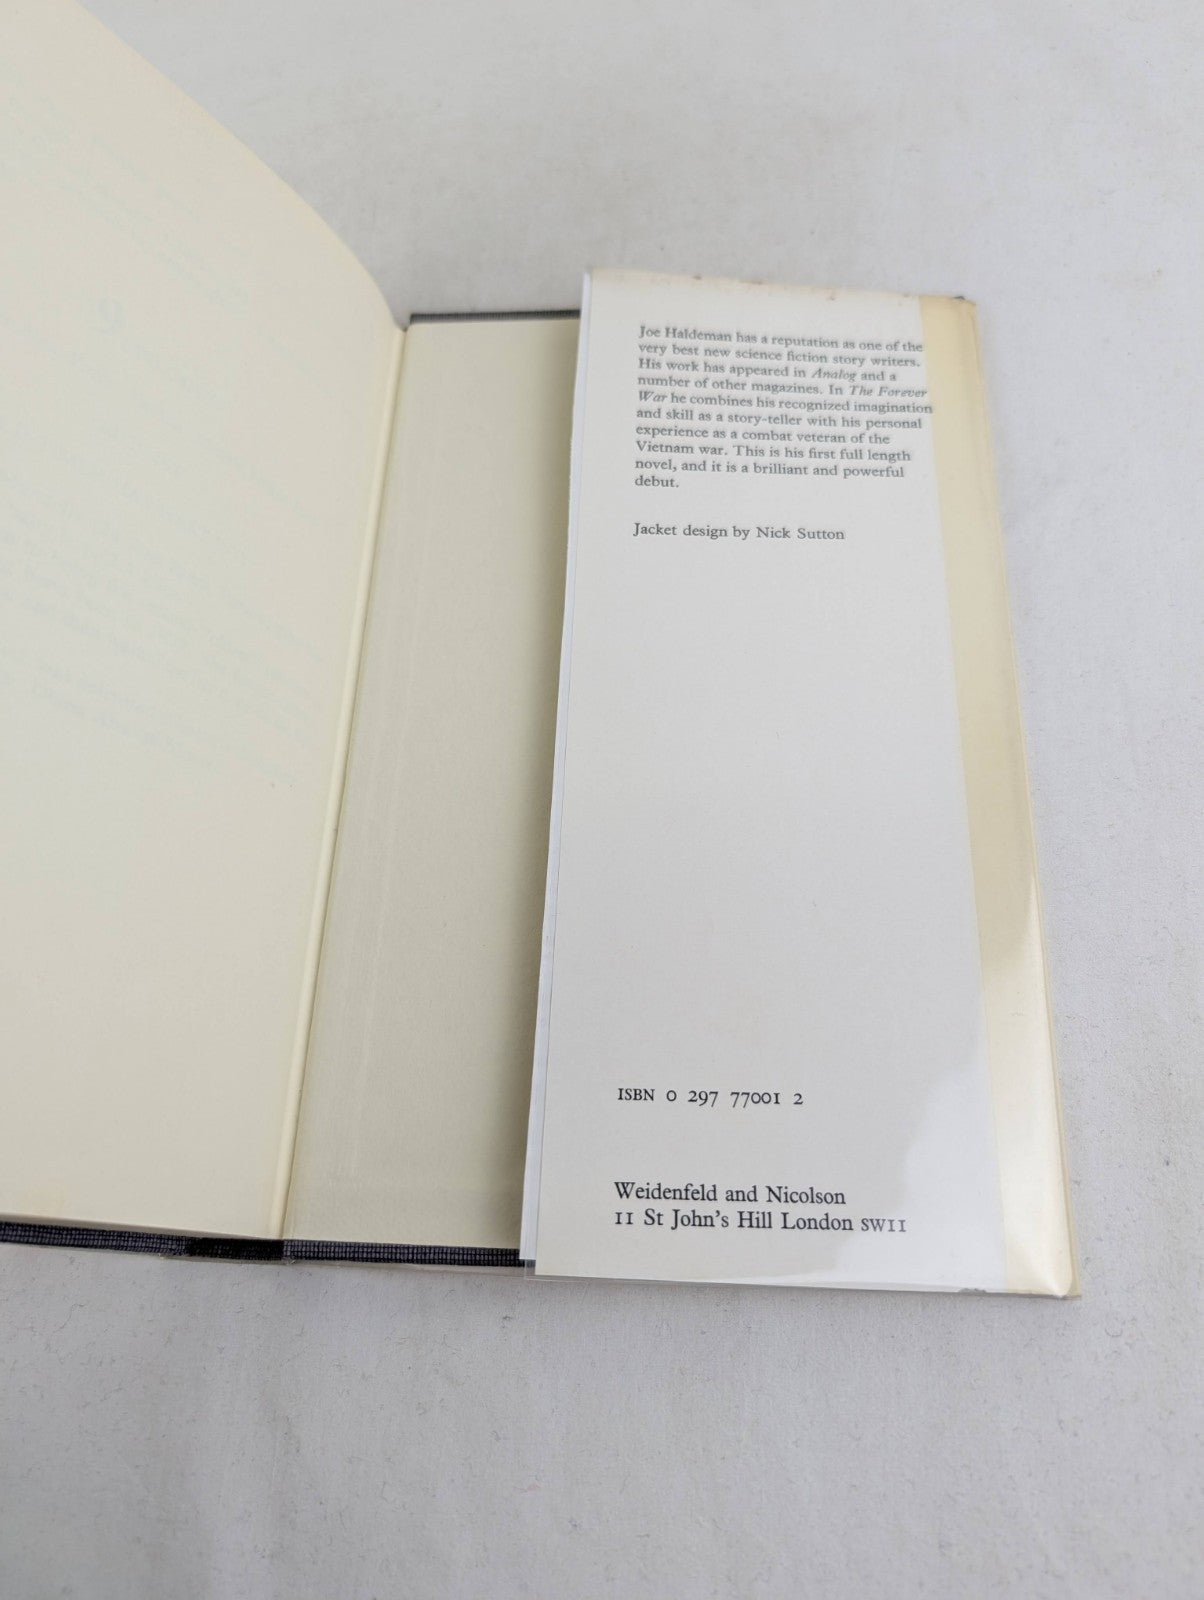 Joe Haldeman has a reputation as one of the
very best new science fiction story writers.
His work has appeared in Analog and a
number of other magazines. In The Forever
War he combines his recognized imagination
and skill as a story-teller with his personal
experience as a combat veteran of the
Vietnam war. This is his first full length
novel, and it is a brilliant and powerful
debut.
Jacket design by Nick Sutton
ISBN 0 297 77001 2
Weidenfeld and Nicolson
11 St John's Hill London SW11